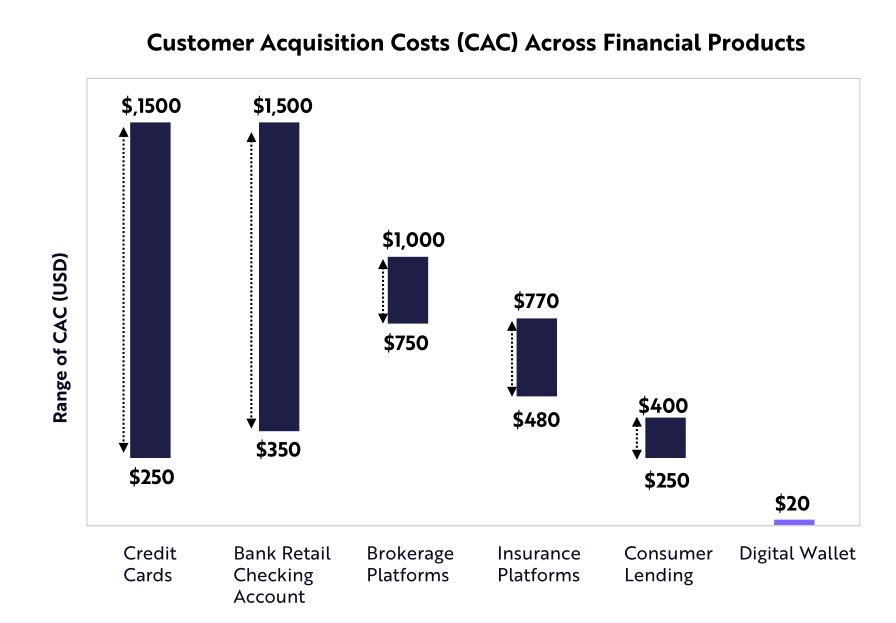 Customer Acquisition Costs (CAC) Across Financial Products
Range of CAC (USD)
$,1500
$250
$1,500
$350
$1,000
$750
$770
$480
$400
$250
$20
Credit
Cards
Bank Retail
Checking
Account
Brokerage
Platforms
Insurance
Platforms
Consumer
Lending
Digital Wallet